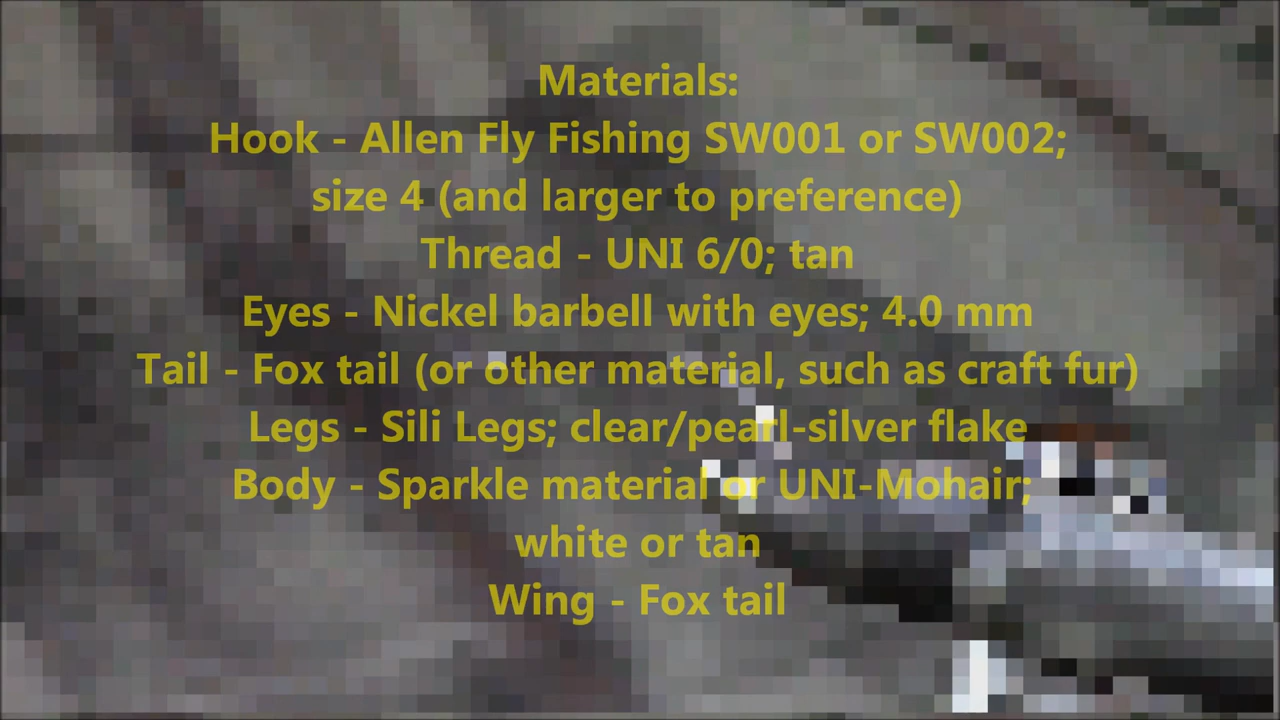 Materials:
Hook - Allen Fly Fishing SW001 or SW002;
size 4 (and larger to preference)
Thread - UNI 6/0; tan
Eyes - Nickel barbell with eyes; 4.0 mm
Tail - Fox tail (or other material, such as craft fur)
Legs - Sili Legs; clear/pearl-silver flake
Body - Sparkle material or UNI-Mohair;
white or tan
Wing - Fox tail